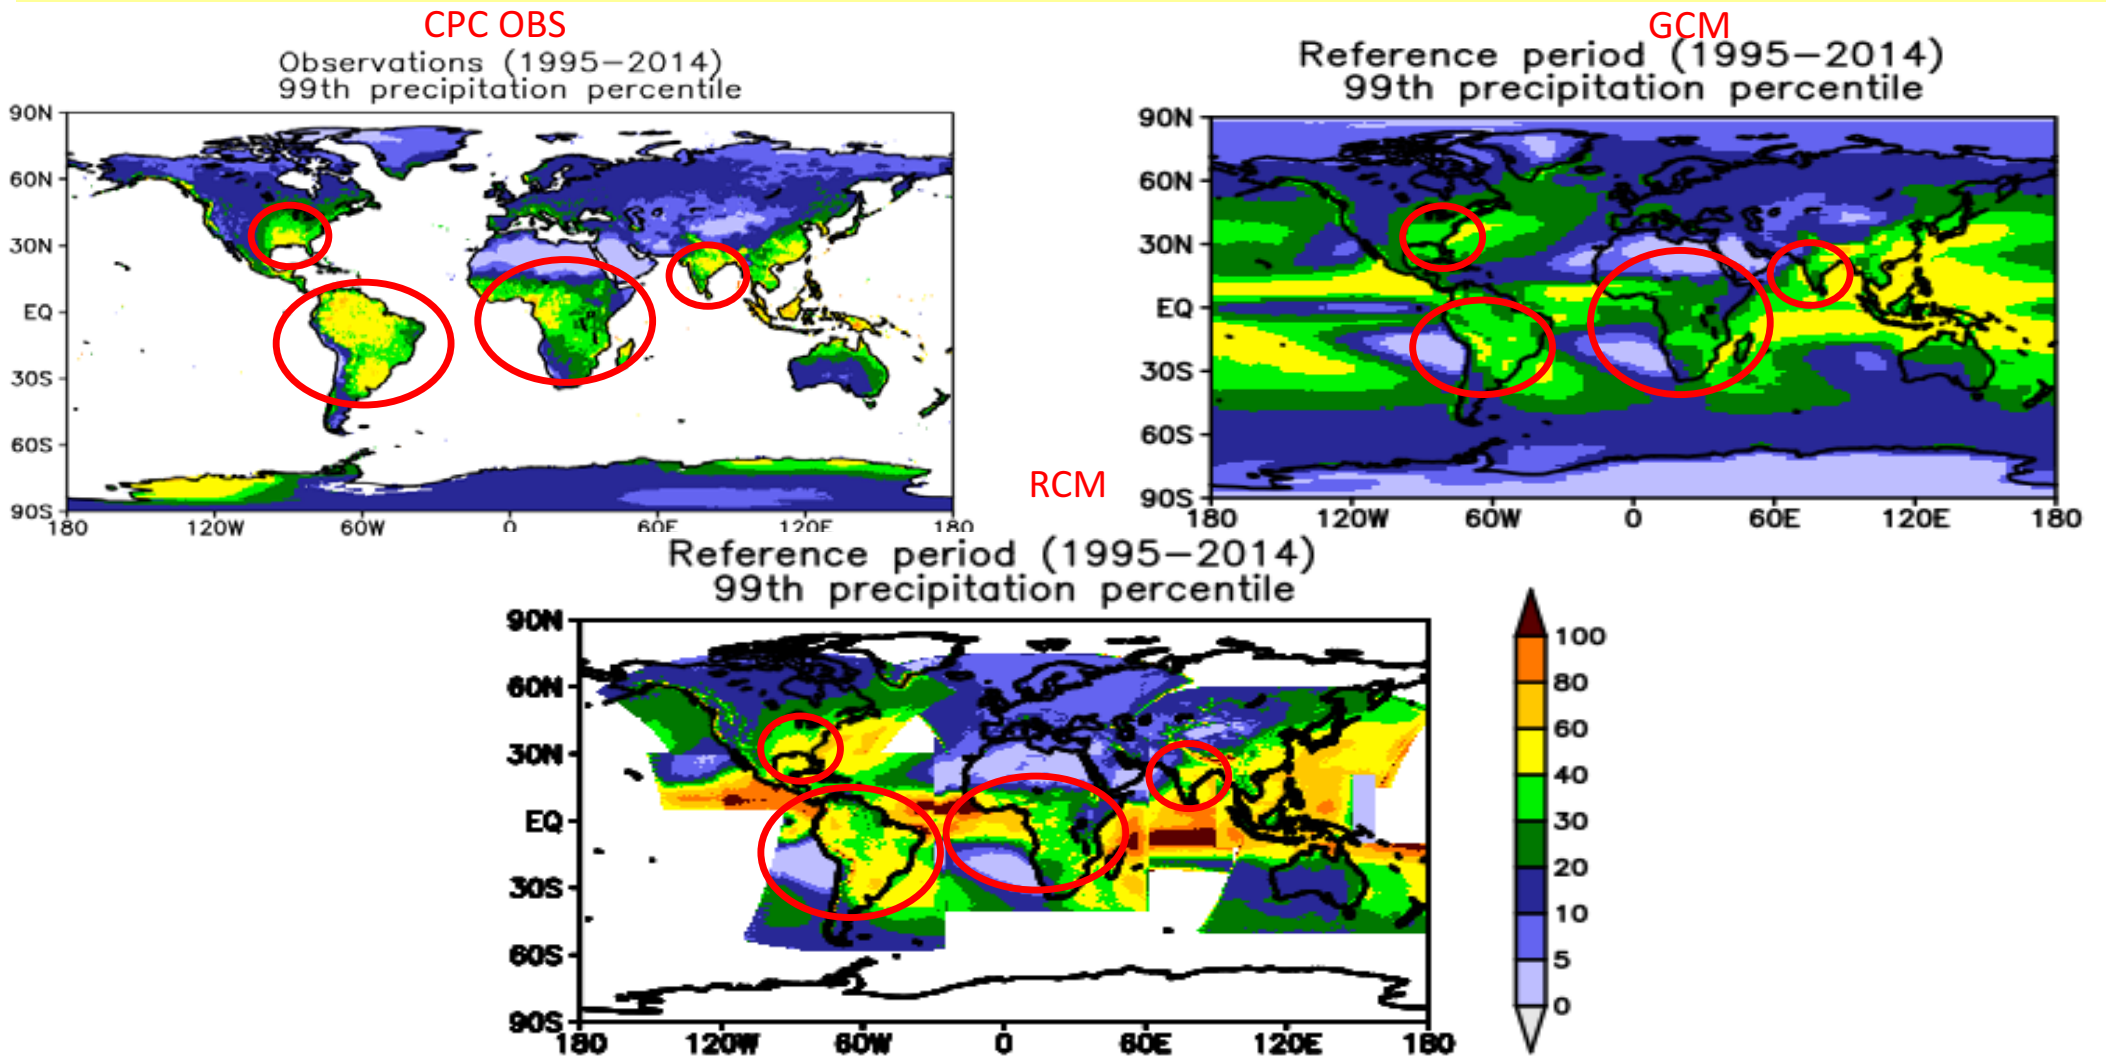 CPC OBS
Observations (1995−2014)
99th precipitation percentile
90N
60N
30N
EQ
30S
60S
90S
180 120W 60W 0 60E 120E 180
GCM
Reference period (1995−2014)
99th precipitation percentile
90N
60N
30N
EQ
30S
60S
90S
180 120W 60W 0 60E 120E 180
RCM
Reference period (1995−2014)
99th precipitation percentile
90N
60N
30N
EQ
30S
60S
90S
180 120W 60W 0 60E 120E 180
100
80
60
40
30
20
10
5
0